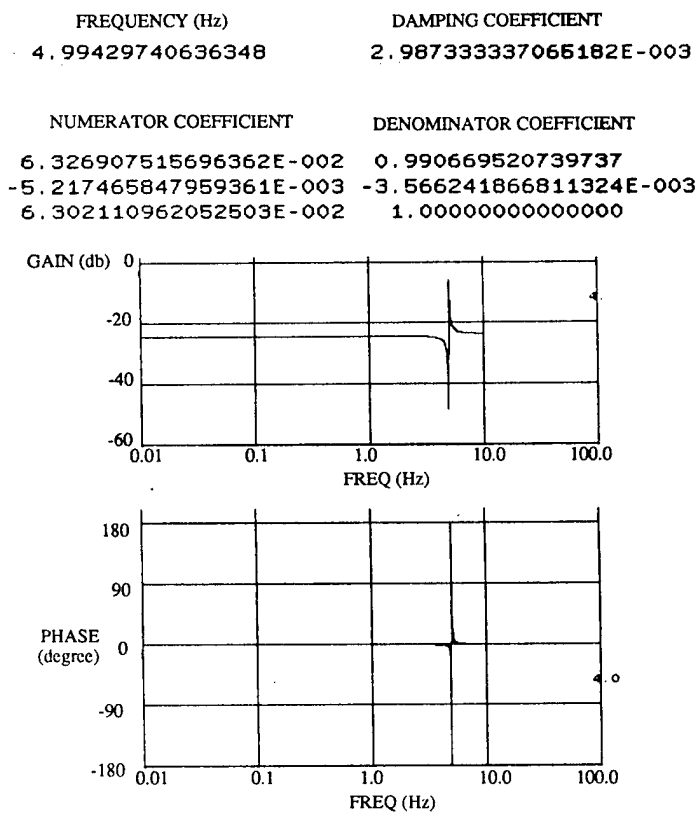 FREQUENCY (Hz) DAMPING COEFFICIENT
4.99429740636348 2.987333337065182E-003
NUMERATOR COEFFICIENT DENOMINATOR COEFFICIENT
6.326907515696362E-002 0.990669520739737
-5.217465847959361E-003 -3.566241866811324E-003
6.302110962052503E-002 1.00000000000000
GAIN (db) 0
-20
-40
-60
0.01 0.1 1.0 10.0 100.0
FREQ (Hz)
180
90
PHASE
(degree) 0
-90
-180
0.01 0.1 1.0 10.0 100.0
FREQ (Hz)